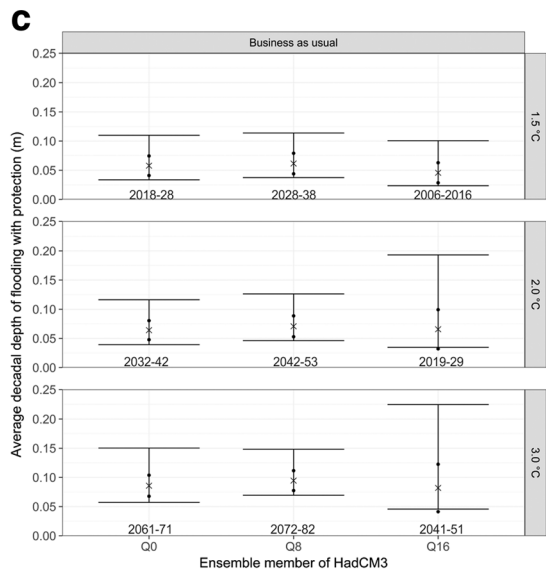 c
Business as usual
Average decadal depth of flooding with protection (m)
0.25
0.20
0.15
0.10
0.05
0.00
2018-28
2028-38
2006-2016
1.5 °C
0.25
0.20
0.15
0.10
0.05
0.00
2032-42
2042-53
2019-29
2.0 °C
0.25
0.20
0.15
0.10
0.05
0.00
2061-71
2072-82
2041-51
3.0 °C
Q0
Q8
Q16
Ensemble member of HadCM3